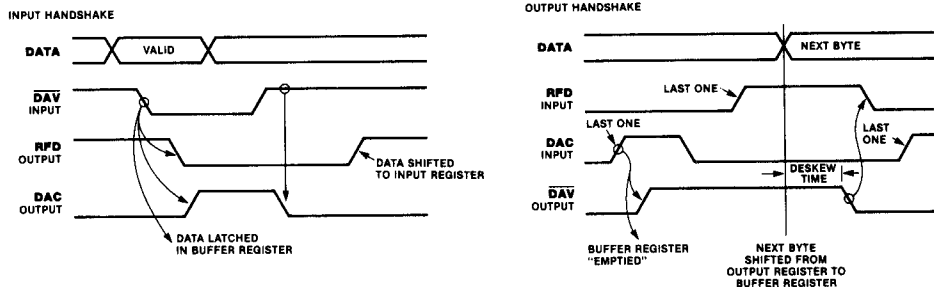 INPUT HANDSHAKE
DATA
VALID
DAV
INPUT
RFD
OUTPUT
DATA SHIFTED
TO INPUT REGISTER
DAC
OUTPUT
DATA LATCHED
IN BUFFER REGISTER
OUTPUT HANDSHAKE
DATA
NEXT BYTE
RFD
INPUT
LAST ONE
LAST ONE
DAC
INPUT
LAST
ONE
DESKEW
TIME
DAV
OUTPUT
BUFFER REGISTER
"EMPTIED"
NEXT BYTE
SHIFTED FROM
OUTPUT REGISTER TO
BUFFER REGISTER